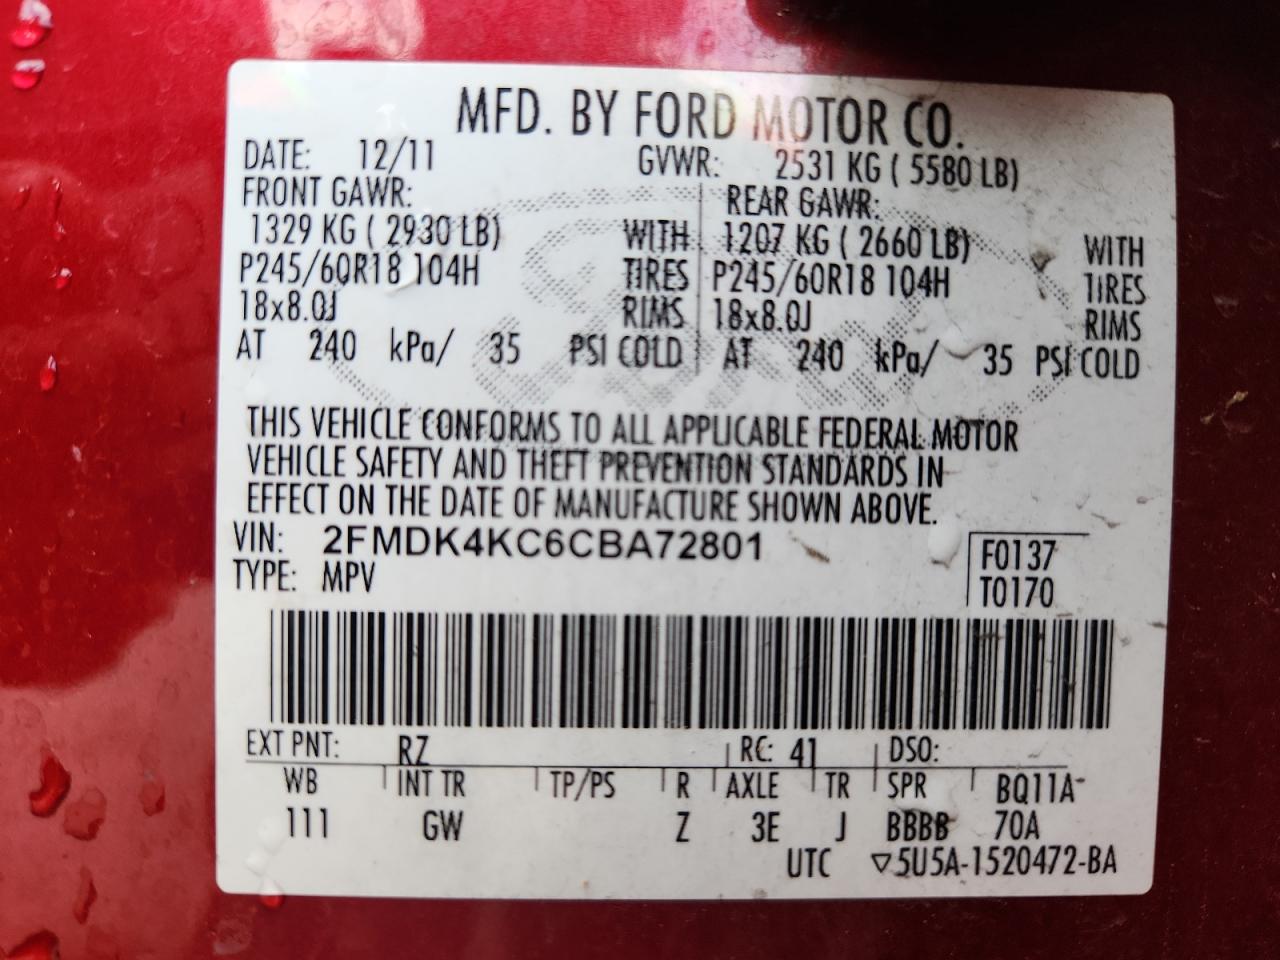 MFD. BY FORD MOTOR CO.
DATE: 12/11 GVWR: 2531 KG ( 5580 LB)
FRONT GAWR: REAR GAWR:
1329 KG ( 2930 LB) WITH 1207 KG ( 2660 LB) WITH
P245/60R18 104H TIRES P245/60R18 104H TIRES
18x8.0J RIMS 18x8.0J RIMS
AT 240 kPa/ 35 PSI COLD AT 240 kPa/ 35 PSI COLD
THIS VEHICLE CONFORMS TO ALL APPLICABLE FEDERAL MOTOR
VEHICLE SAFETY AND THEFT PREVENTION STANDARDS IN
EFFECT ON THE DATE OF MANUFACTURE SHOWN ABOVE.
VIN: 2FMDK4KC6CBA72801 F0137
TYPE: MPV T0170
EXT PNT: RZ RC: 41 DSO:
WB INT TR TP/PS R AXLE TR SPR BQ11A
111 GW Z 3E J BBBB 70A
UTC ▽5U5A-1520472-BA